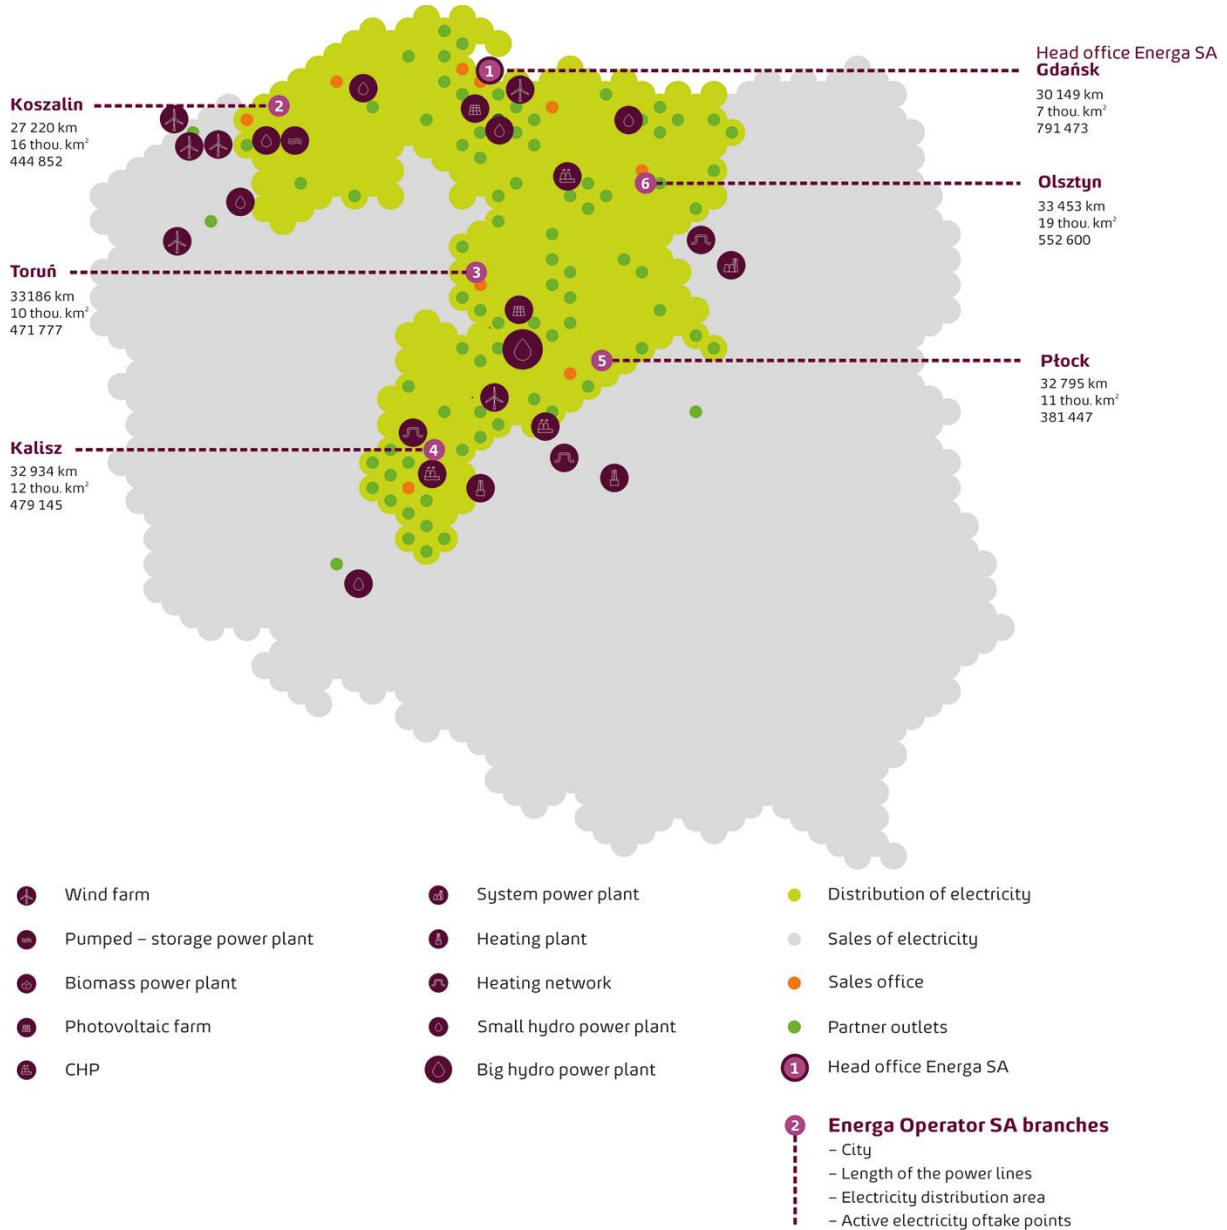 Head office Energa SA
Gdańsk
30 149 km
7 thou. km²
791 473
Koszalin
27 220 km
16 thou. km²
444 852
Olsztyn
33 453 km
19 thou. km²
552 600
Toruń
33186 km
10 thou. km²
471 777
Płock
32 795 km
11 thou. km²
381 447
Kalisz
32 934 km
12 thou. km²
479 145
1
2
6
3
5
4
Wind farm
Pumped – storage power plant
Biomass power plant
Photovoltaic farm
CHP
System power plant
Heating plant
Heating network
Small hydro power plant
Big hydro power plant
Distribution of electricity
Sales of electricity
Sales office
Partner outlets
1 Head office Energa SA
2 Energa Operator SA branches
– City
– Length of the power lines
– Electricity distribution area
– Active electricity oftake points